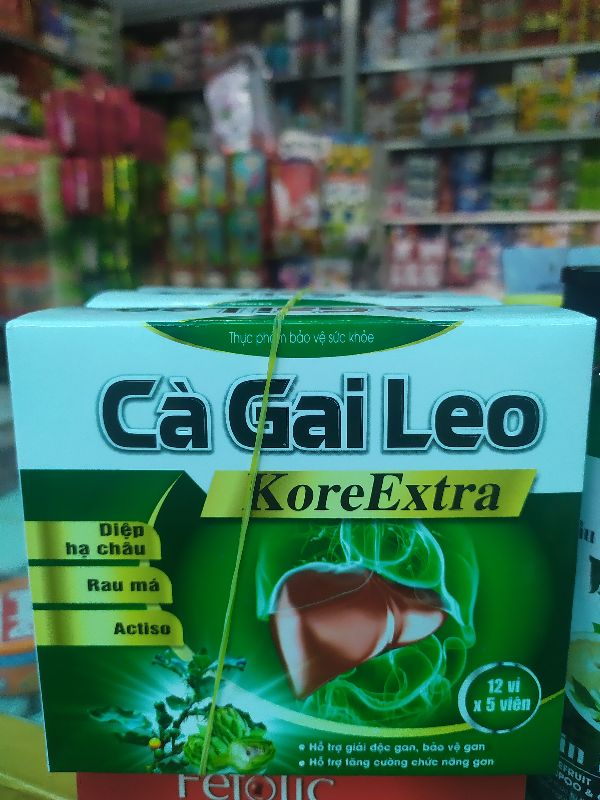 Thực phẩm bảo vệ sức khỏe
Cà Gai Leo
KoreExtra
Diệp
hạ châu
Rau má
Actiso
12 vỉ
x 5 viên
• Hỗ trợ giải độc gan, bảo vệ gan
• Hỗ trợ tăng cường chức năng gan
Fefolic